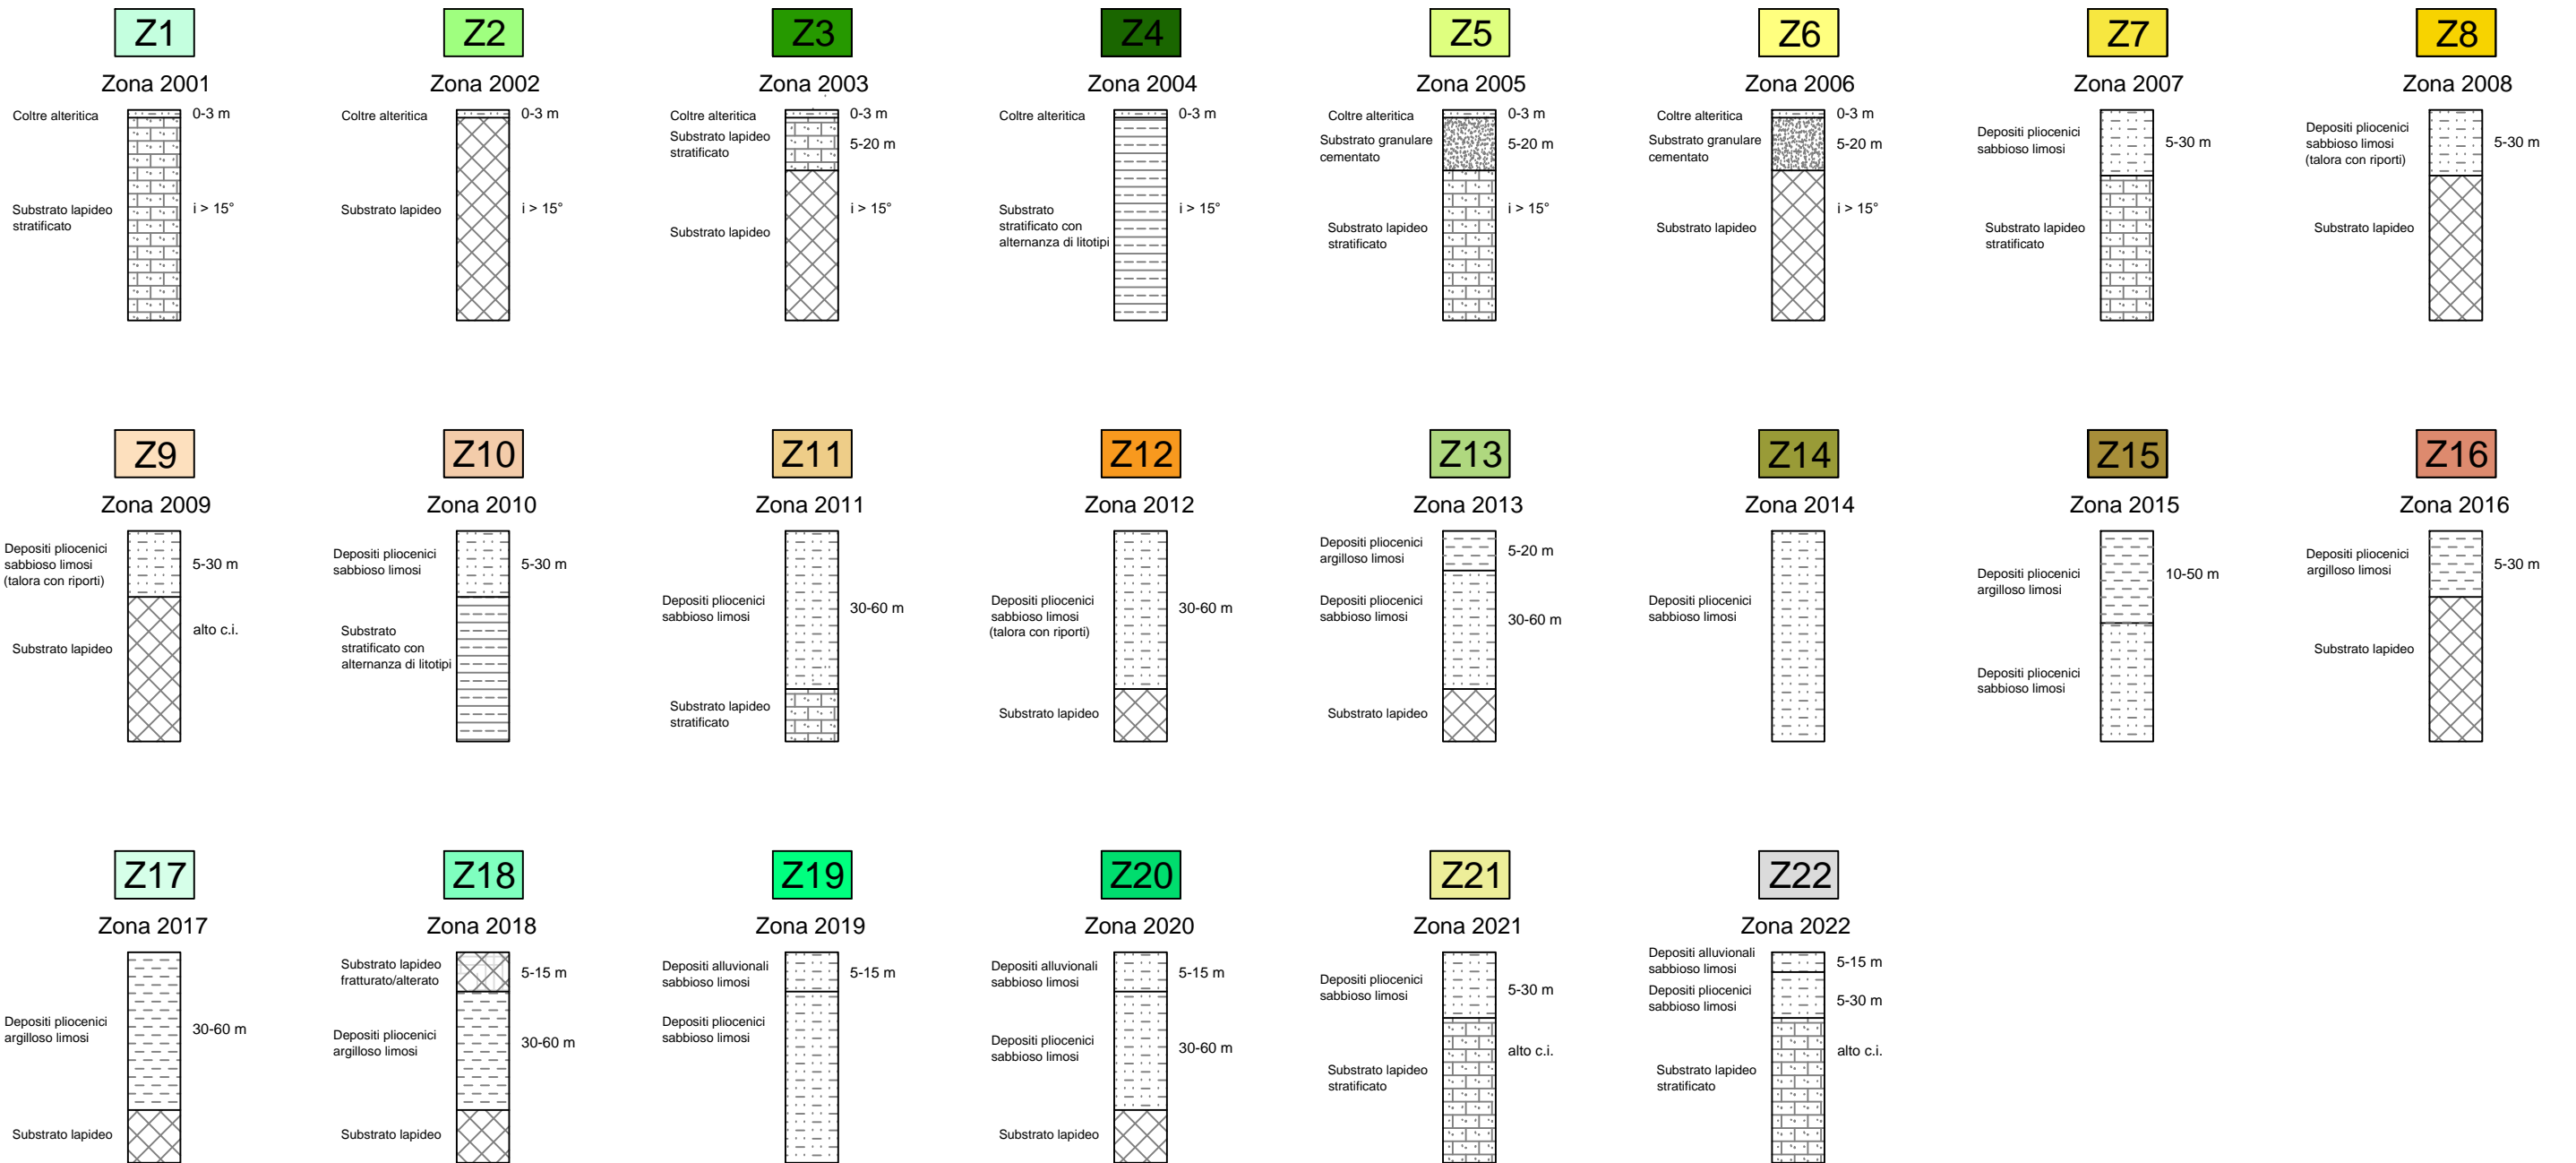 Z1
Zona 2001
Coltre alteritica
0-3 m
Substrato lapideo
stratificato
i > 15°
Z2
Zona 2002
Coltre alteritica
0-3 m
Substrato lapideo
i > 15°
Z3
Zona 2003
Coltre alteritica
0-3 m
Substrato lapideo
stratificato
5-20 m
i > 15°
Substrato lapideo
Z4
Zona 2004
Coltre alteritica
0-3 m
Substrato
stratificato con
alternanza di litotipi
i > 15°
Z5
Zona 2005
Coltre alteritica
0-3 m
Substrato granulare
cementato
5-20 m
i > 15°
Substrato lapideo
stratificato
Z6
Zona 2006
Coltre alteritica
0-3 m
Substrato granulare
cementato
5-20 m
i > 15°
Substrato lapideo
Z7
Zona 2007
Depositi pliocenici
sabbioso limosi
5-30 m
Substrato lapideo
stratificato
Z8
Zona 2008
Depositi pliocenici
sabbioso limosi
(talora con riporti)
5-30 m
Substrato lapideo
Z9
Zona 2009
Depositi pliocenici
sabbioso limosi
(talora con riporti)
5-30 m
alto c.i.
Substrato lapideo
Z10
Zona 2010
Depositi pliocenici
sabbioso limosi
5-30 m
Substrato
stratificato con
alternanza di litotipi
Z11
Zona 2011
Depositi pliocenici
sabbioso limosi
30-60 m
Substrato lapideo
stratificato
Z12
Zona 2012
Depositi pliocenici
sabbioso limosi
(talora con riporti)
30-60 m
Substrato lapideo
Z13
Zona 2013
Depositi pliocenici
argilloso limosi
5-20 m
Depositi pliocenici
sabbioso limosi
30-60 m
Substrato lapideo
Z14
Zona 2014
Depositi pliocenici
sabbioso limosi
Z15
Zona 2015
Depositi pliocenici
argilloso limosi
10-50 m
Depositi pliocenici
sabbioso limosi
Z16
Zona 2016
Depositi pliocenici
argilloso limosi
5-30 m
Substrato lapideo
Z17
Zona 2017
Depositi pliocenici
argilloso limosi
30-60 m
Substrato lapideo
Z18
Zona 2018
Substrato lapideo
fratturato/alterato
5-15 m
Depositi pliocenici
argilloso limosi
30-60 m
Substrato lapideo
Z19
Zona 2019
Depositi alluvionali
sabbioso limosi
5-15 m
Depositi pliocenici
sabbioso limosi
Z20
Zona 2020
Depositi alluvionali
sabbioso limosi
5-15 m
Depositi pliocenici
sabbioso limosi
30-60 m
Substrato lapideo
Z21
Zona 2021
Depositi pliocenici
sabbioso limosi
5-30 m
alto c.i.
Substrato lapideo
stratificato
Z22
Zona 2022
Depositi alluvionali
sabbioso limosi
5-15 m
Depositi pliocenici
sabbioso limosi
5-30 m
alto c.i.
Substrato lapideo
stratificato